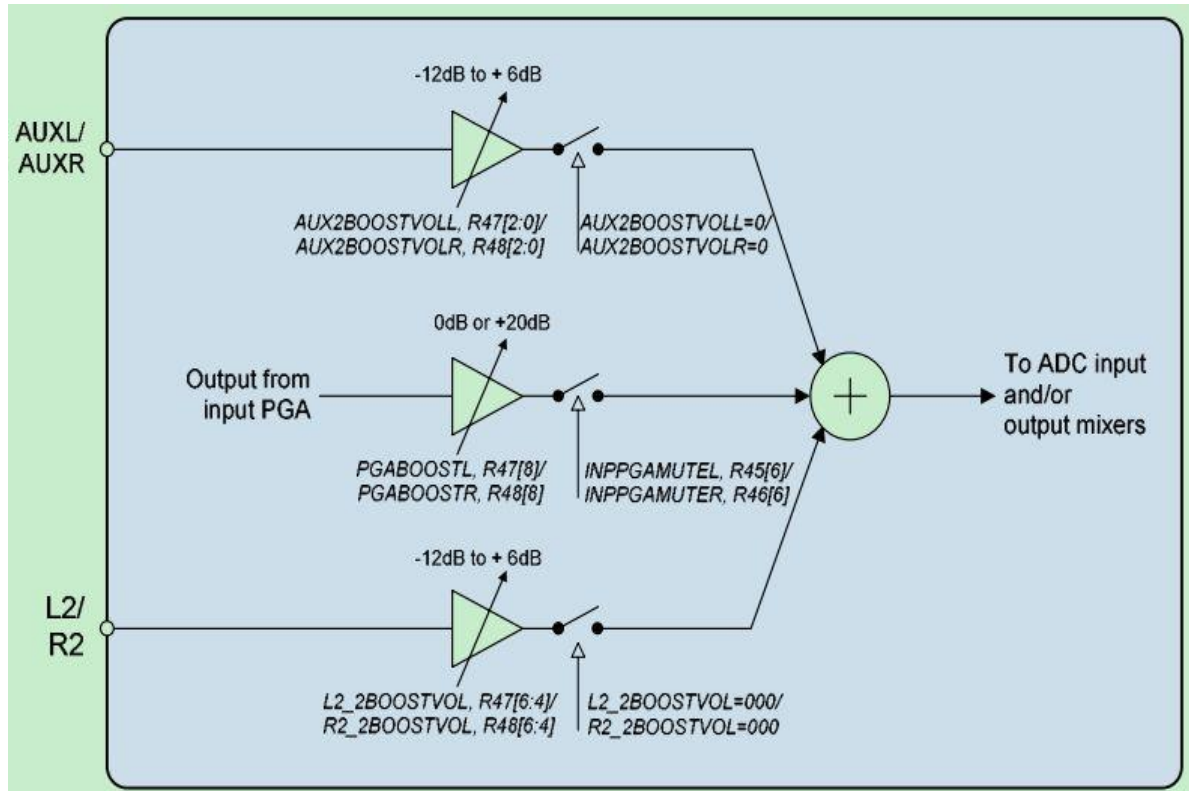 -12dB to + 6dB
AUXL/
AUXR
AUX2BOOSTVOLL, R47[2:0]/
AUX2BOOSTVOLR, R48[2:0]
AUX2BOOSTVOLL=0/
AUX2BOOSTVOLR=0
0dB or +20dB
Output from
input PGA
+
To ADC input
and/or
output mixers
PGABOOSTL, R47[8]/
PGABOOSTR, R48[8]
INPPGAMUTEL, R45[6]/
INPPGAMUTER, R46[6]
-12dB to + 6dB
L2/
R2
L2_2BOOSTVOL, R47[6:4]/
R2_2BOOSTVOL, R48[6:4]
L2_2BOOSTVOL=000/
R2_2BOOSTVOL=000